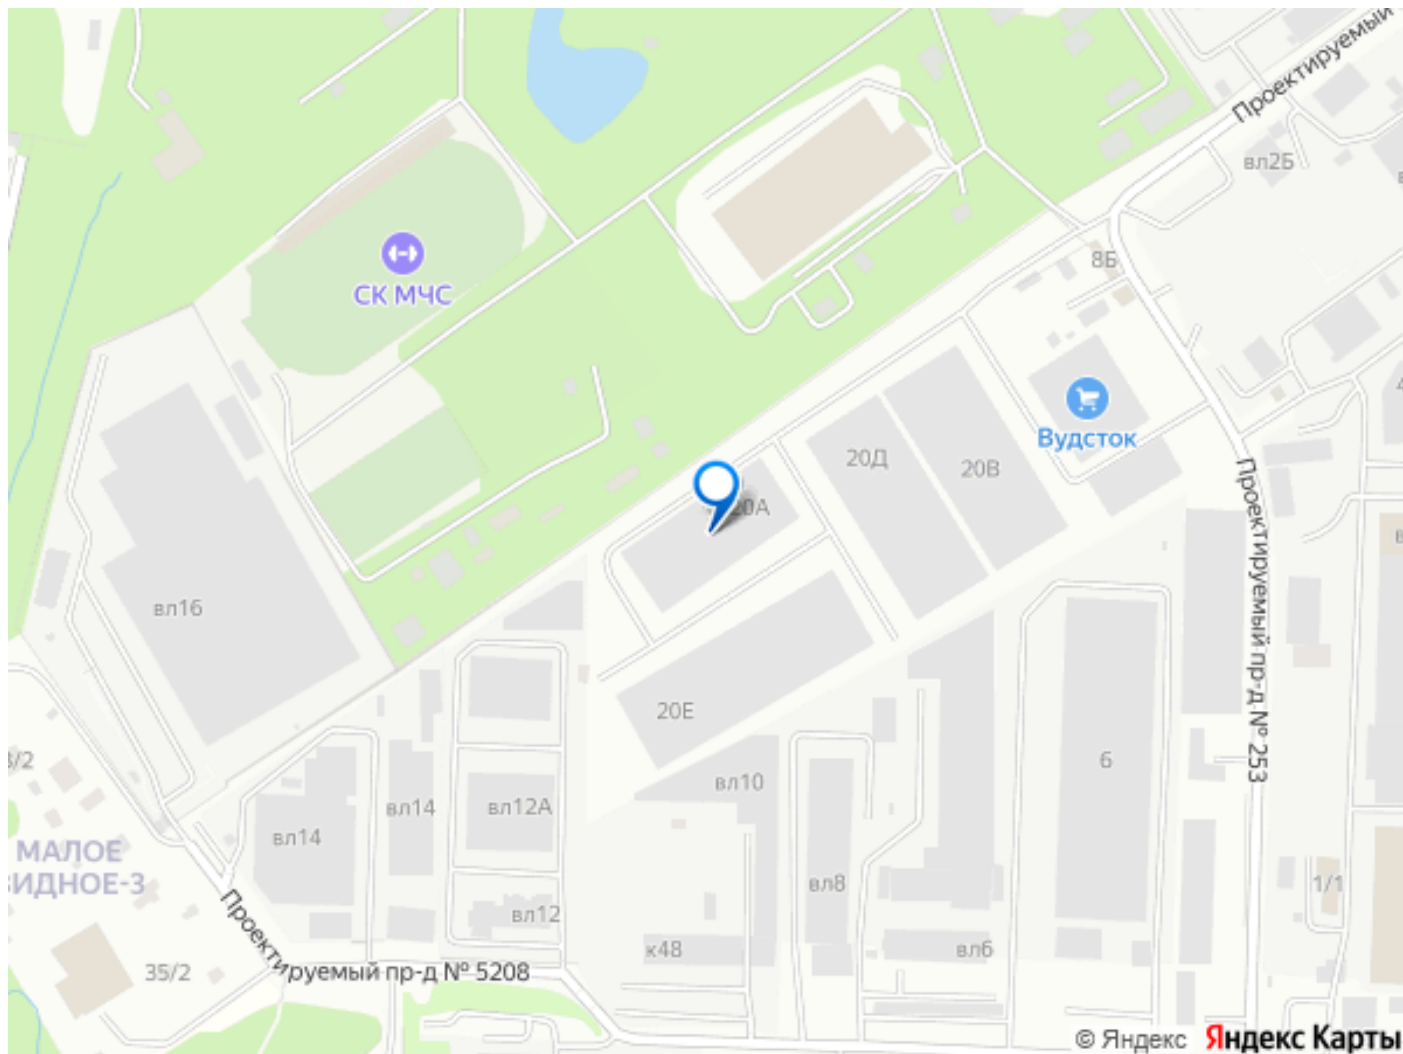 Проектируемый
вл2Б
8Б
СК МЧС
Вудсток
20Д
20В
20А
вл16
Проектируемый пр-д № 253
20Е
6
вл10
вл14
вл12А
вл14
МАЛОЕ
ВИДНОЕ-3
вл8
1/1
вл12
к48
вл6
35/2
Проектируемый пр-д № 5208
© Яндекс Яндекс Карты